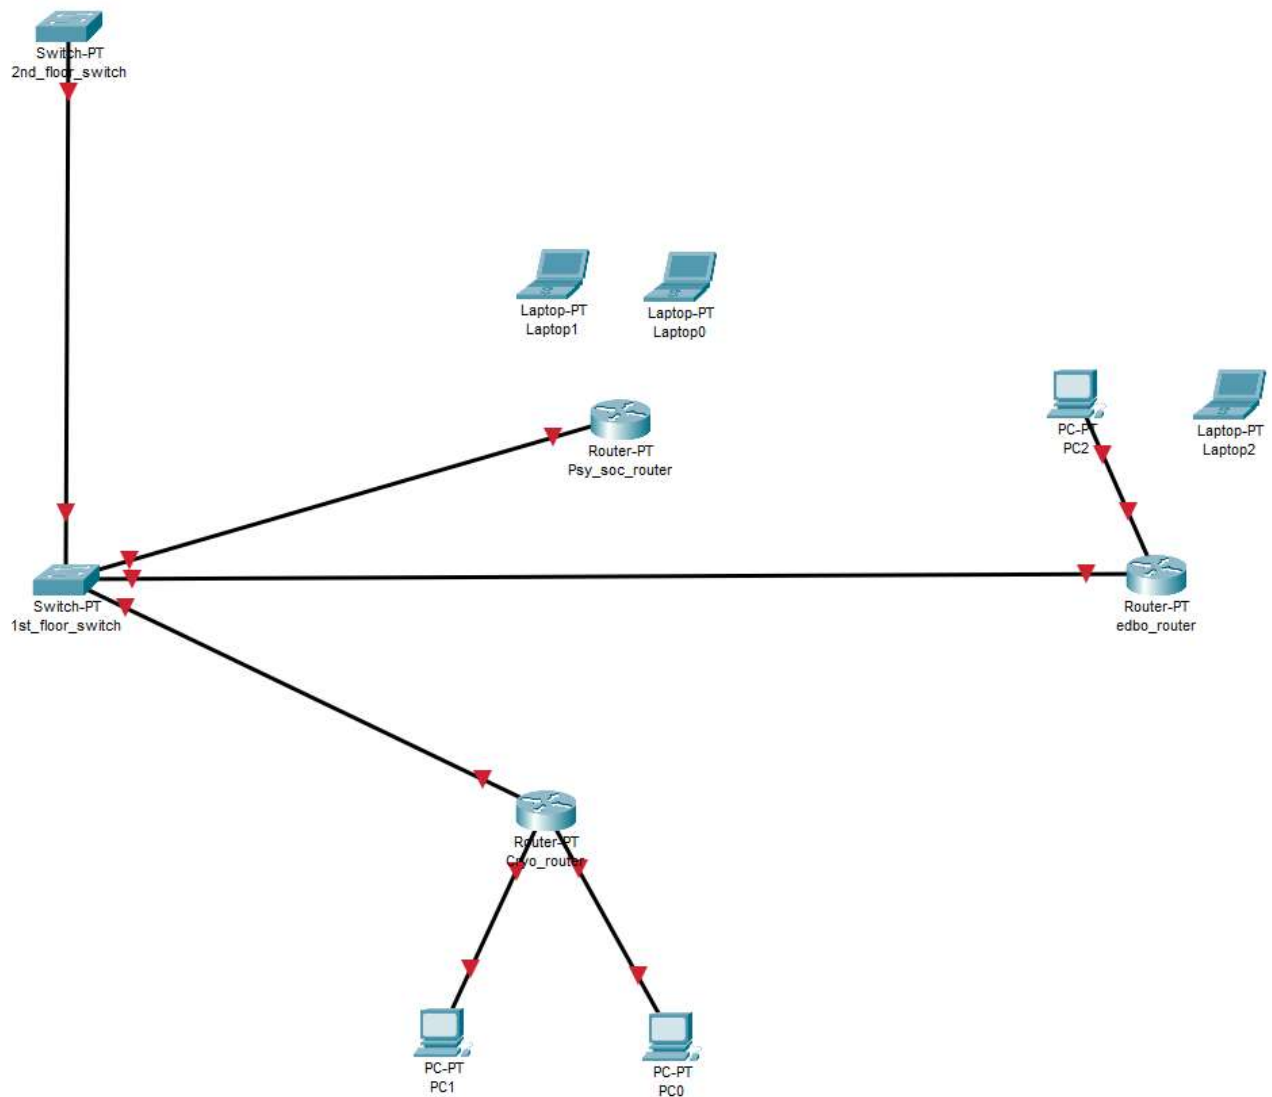 Switch-PT
2nd_floor_switch
Laptop-PT
Laptop1
Laptop-PT
Laptop0
PC-PT
PC2
Laptop-PT
Laptop2
Router-PT
Psy_soc_router
Switch-PT
1st_floor_switch
Router-PT
edbo_router
Router-PT
Cryo_router
PC-PT
PC1
PC-PT
PC0